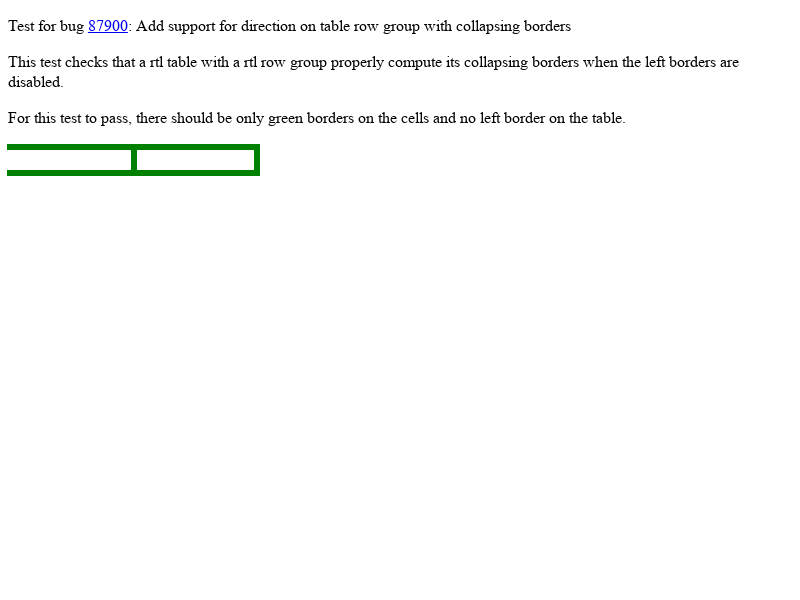 Test for bug 87900: Add support for direction on table row group with collapsing borders
This test checks that a rtl table with a rtl row group properly compute its collapsing borders when the left borders are
disabled.
For this test to pass, there should be only green borders on the cells and no left border on the table.